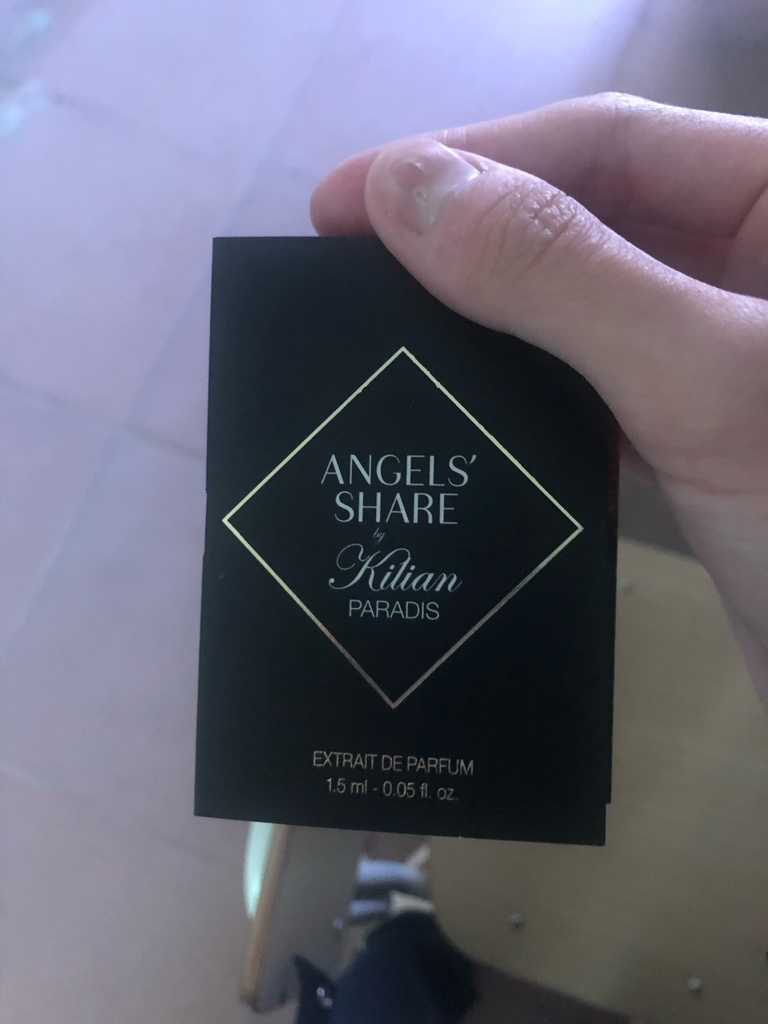 ANGELS'
SHARE
by
Kilian
PARADIS
EXTRAIT DE PARFUM
1.5 ml - 0.05 fl. oz.